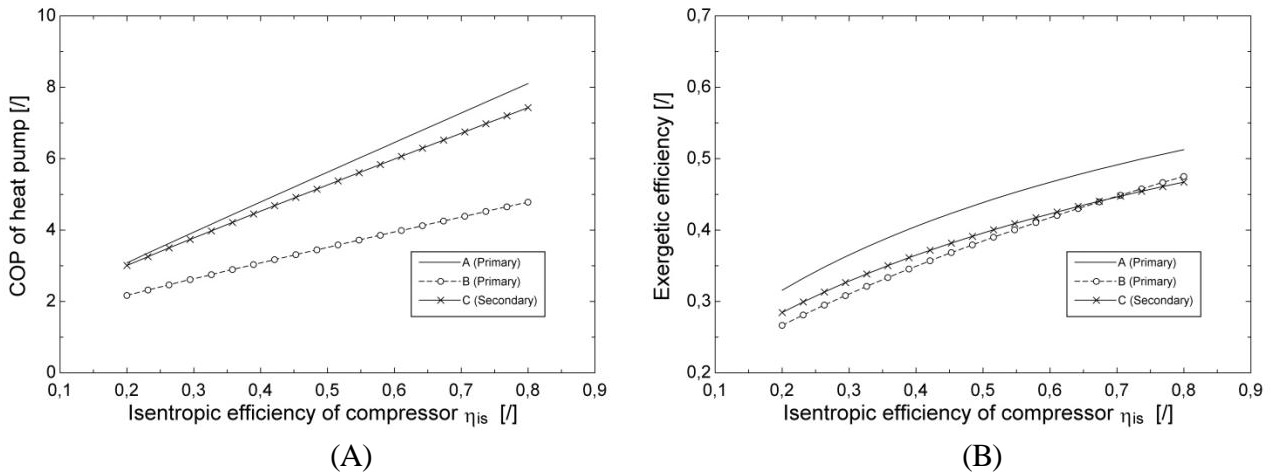 10
8
6
4
2
0
0,1
0,2
0,3
0,4
0,5
0,6
0,7
0,8
0,9
COP of heat pump [/]
Isentropic efficiency of compressor ηis [/]
A (Primary)
B (Primary)
C (Secondary)
(A)
0,7
0,6
0,5
0,4
0,3
0,2
0,1
0,2
0,3
0,4
0,5
0,6
0,7
0,8
0,9
Exergetic efficiency [/]
Isentropic efficiency of compressor ηis [/]
A (Primary)
B (Primary)
C (Secondary)
(B)